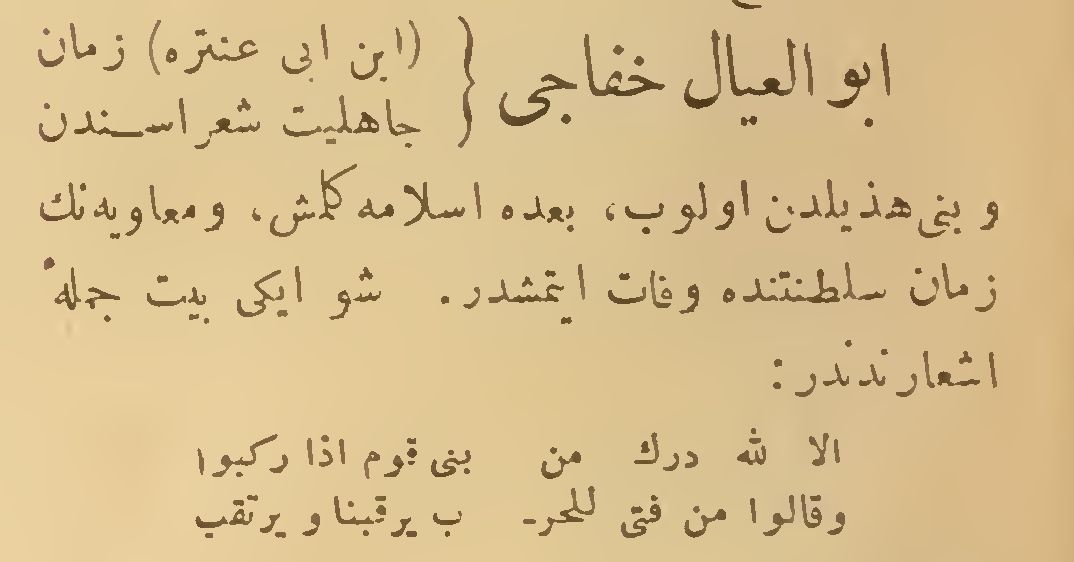 ابو العيال خفاجى } (ابن ابى عنتره) زمان
جاهليت شعراسندن
و بنى هذيلدن اولوب، بعده اسلامه كلمش، و معاويه نك
زمان سلطنتنده وفات ايتمشدر. شو ايكى بيت جملهٔ
اشعارندندر:
الا لله درك من بنى قوم اذا ركبوا
وقالوا من فتى للحر ـ ب يرقبنا و يرتقب